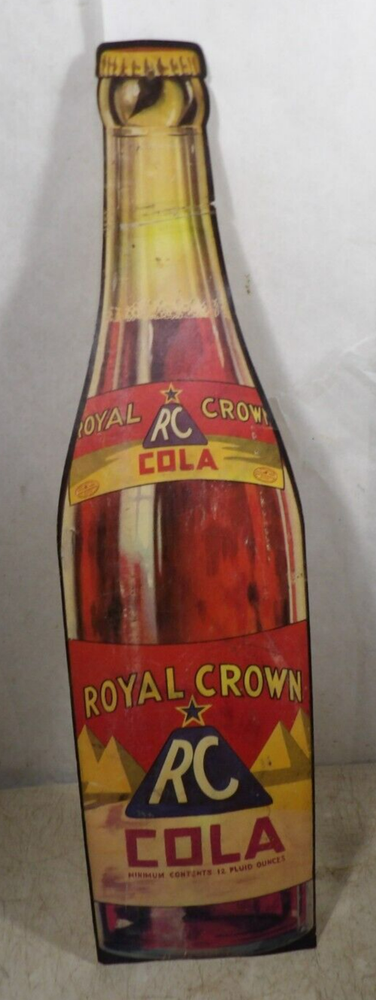 ROYAL CROWN
RC
COLA
ROYAL CROWN
RC
COLA
MINIMUM CONTENTS 12 FLUID OUNCES